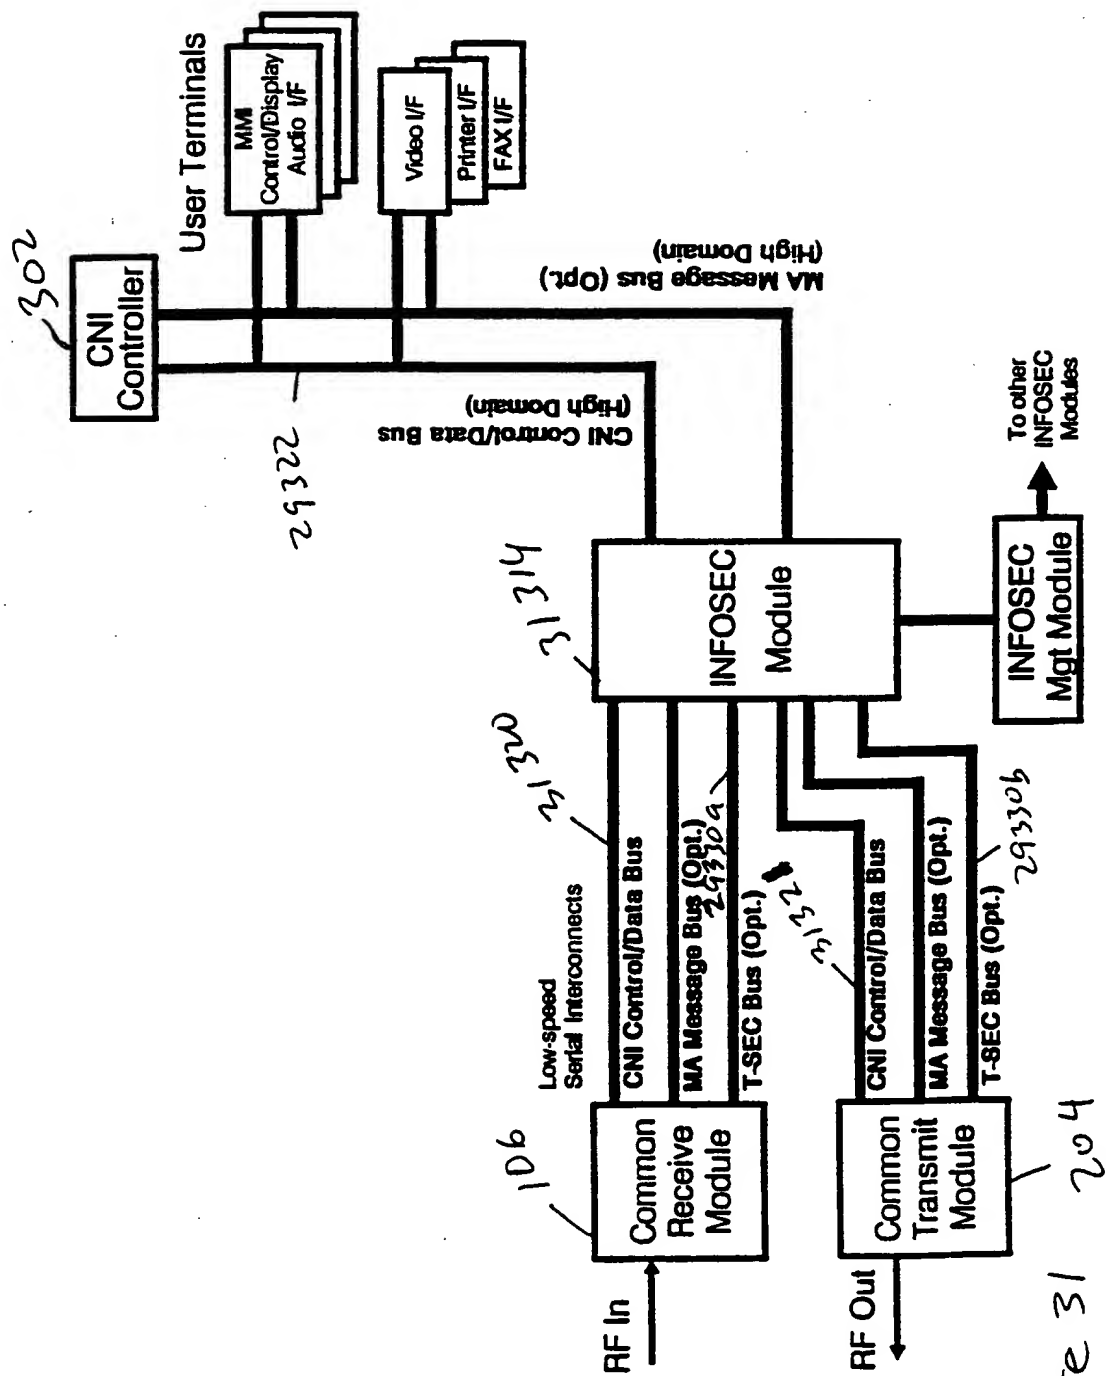 302
CNI
Controller
User Terminals
MMI
Control/Display
Audio I/F
Video I/F
Printer I/F
FAX I/F
29322
CNI Control/Data Bus
(High Domain)
MA Message Bus (Opt.)
(High Domain)
31314
INFOSEC
Module
INFOSEC
Mgt Module
To other
INFOSEC
Modules
Low-speed
Serial Interconnects
31320
CNI Control/Data Bus
MA Message Bus (Opt.)
29330a
T-SEC Bus (Opt.)
3132
CNI Control/Data Bus
MA Message Bus (Opt.)
T-SEC Bus (Opt.)
29330b
106
Common
Receive
Module
RF In
Common
Transmit
Module
204
RF Out
re 31